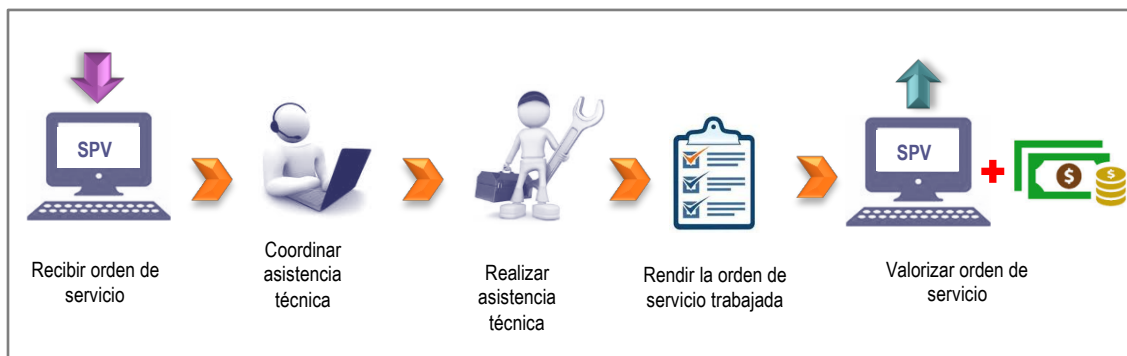 SPV
Recibir orden de
servicio
Coordinar
asistencia
técnica
Realizar
asistencia
técnica
Rendir la orden de
servicio trabajada
SPV
$
$
Valorizar orden de
servicio